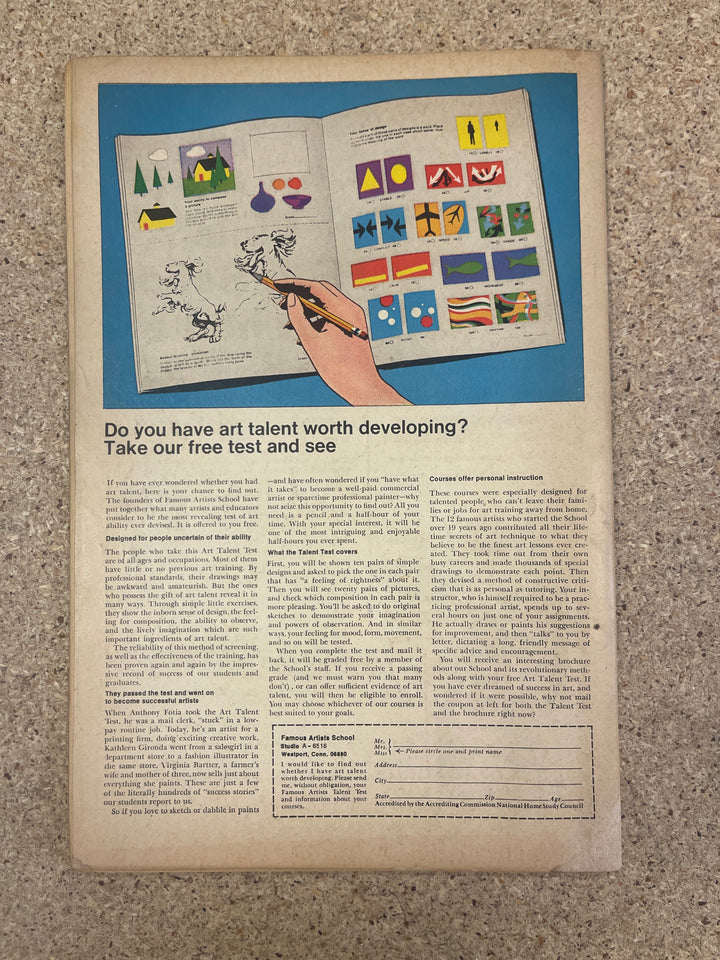 Your sense of design
Your ability to compose
a picture
Do you have art talent worth developing?
Take our free test and see
If you have ever wondered whether you had
art talent, here is your chance to find out.
The founders of Famous Artists School have
put together what many artists and educators
consider to be the most revealing test of art
ability ever devised. It is offered to you free.
Designed for people uncertain of their ability
The people who take this Art Talent Test
are of all ages and occupations. Most of them
have little or no previous art training. By
professional standards, their drawings may
be awkward and amateurish. But the ones
who possess the gift of art talent reveal it in
many ways. Through simple little exercises,
they show the inborn sense of design, the feel-
ing for composition, the ability to observe,
and the lively imagination which are such
important ingredients of art talent.
The reliability of this method of screening,
as well as the effectiveness of the training, has
been proven again and again by the impres-
sive record of success of our students and
graduates.
They passed the test and went on
to become successful artists
When Anthony Fotia took the Art Talent
Test, he was a mail clerk, "stuck" in a low-
pay routine job. Today, he's an artist for a
printing firm, doing exciting creative work.
Kathleen Gironda went from a salesgirl in a
department store to a fashion illustrator in
the same store. Virginia Bartter, a farmer's
wife and mother of three, now sells just about
everything she paints. These are just a few
of the literally hundreds of "success stories"
our students report to us.
So if you love to sketch or dabble in paints
—and have often wondered if you "have what
it takes" to become a well-paid commercial
artist or sparetime professional painter—why
not seize this opportunity to find out? All you
need is a pencil and a half-hour of your
time. With your special interest, it will be
one of the most intriguing and enjoyable
half-hours you ever spent.
What the Talent Test covers
First, you will be shown ten pairs of simple
designs and asked to pick the one in each pair
that has "a feeling of rightness" about it.
Then you will see twenty pairs of pictures,
and check which composition in each pair is
more pleasing. You'll be asked to do original
sketches to demonstrate your imagination
and powers of observation. And in similar
ways, your feeling for mood, form, movement,
and so on will be tested.
When you complete the test and mail it
back, it will be graded free by a member of
the School's staff. If you receive a passing
grade (and we must warn you that many
don't), or can offer sufficient evidence of art
talent, you will then be eligible to enroll.
You may choose whichever of our courses is
best suited to your goals.
Courses offer personal instruction
These courses were especially designed for
talented people who can't leave their fami-
lies or jobs for art training away from home.
The 12 famous artists who started the School
over 19 years ago contributed all their life-
time secrets of art technique to what they
believe to be the finest art lessons ever cre-
ated. They took time out from their own
busy careers and made thousands of special
drawings to demonstrate each point. Then
they devised a method of constructive criti-
cism that is as personal as tutoring. Your in-
structor, who is himself required to be a prac-
ticing professional artist, spends up to sev-
eral hours on just one of your assignments.
He actually draws or paints his suggestions
for improvement, and then "talks" to you by
letter, dictating a long, friendly message of
specific advice and encouragement.
You will receive an interesting brochure
about our School and its revolutionary meth-
ods along with your free Art Talent Test. If
you have ever dreamed of success in art, and
wondered if it were possible, why not mail
the coupon at left for both the Talent Test
and the brochure right now?
Famous Artists School
Studio A-6516
Westport, Conn. 06880
I would like to find out
whether I have art talent
worth developing. Please send
me, without obligation, your
Famous Artists Talent Test
and information about your
courses.
Mr.
Mrs.
Miss
Please circle one and print name
Address
City
State Zip Age
Accredited by the Accrediting Commission National Home Study Council